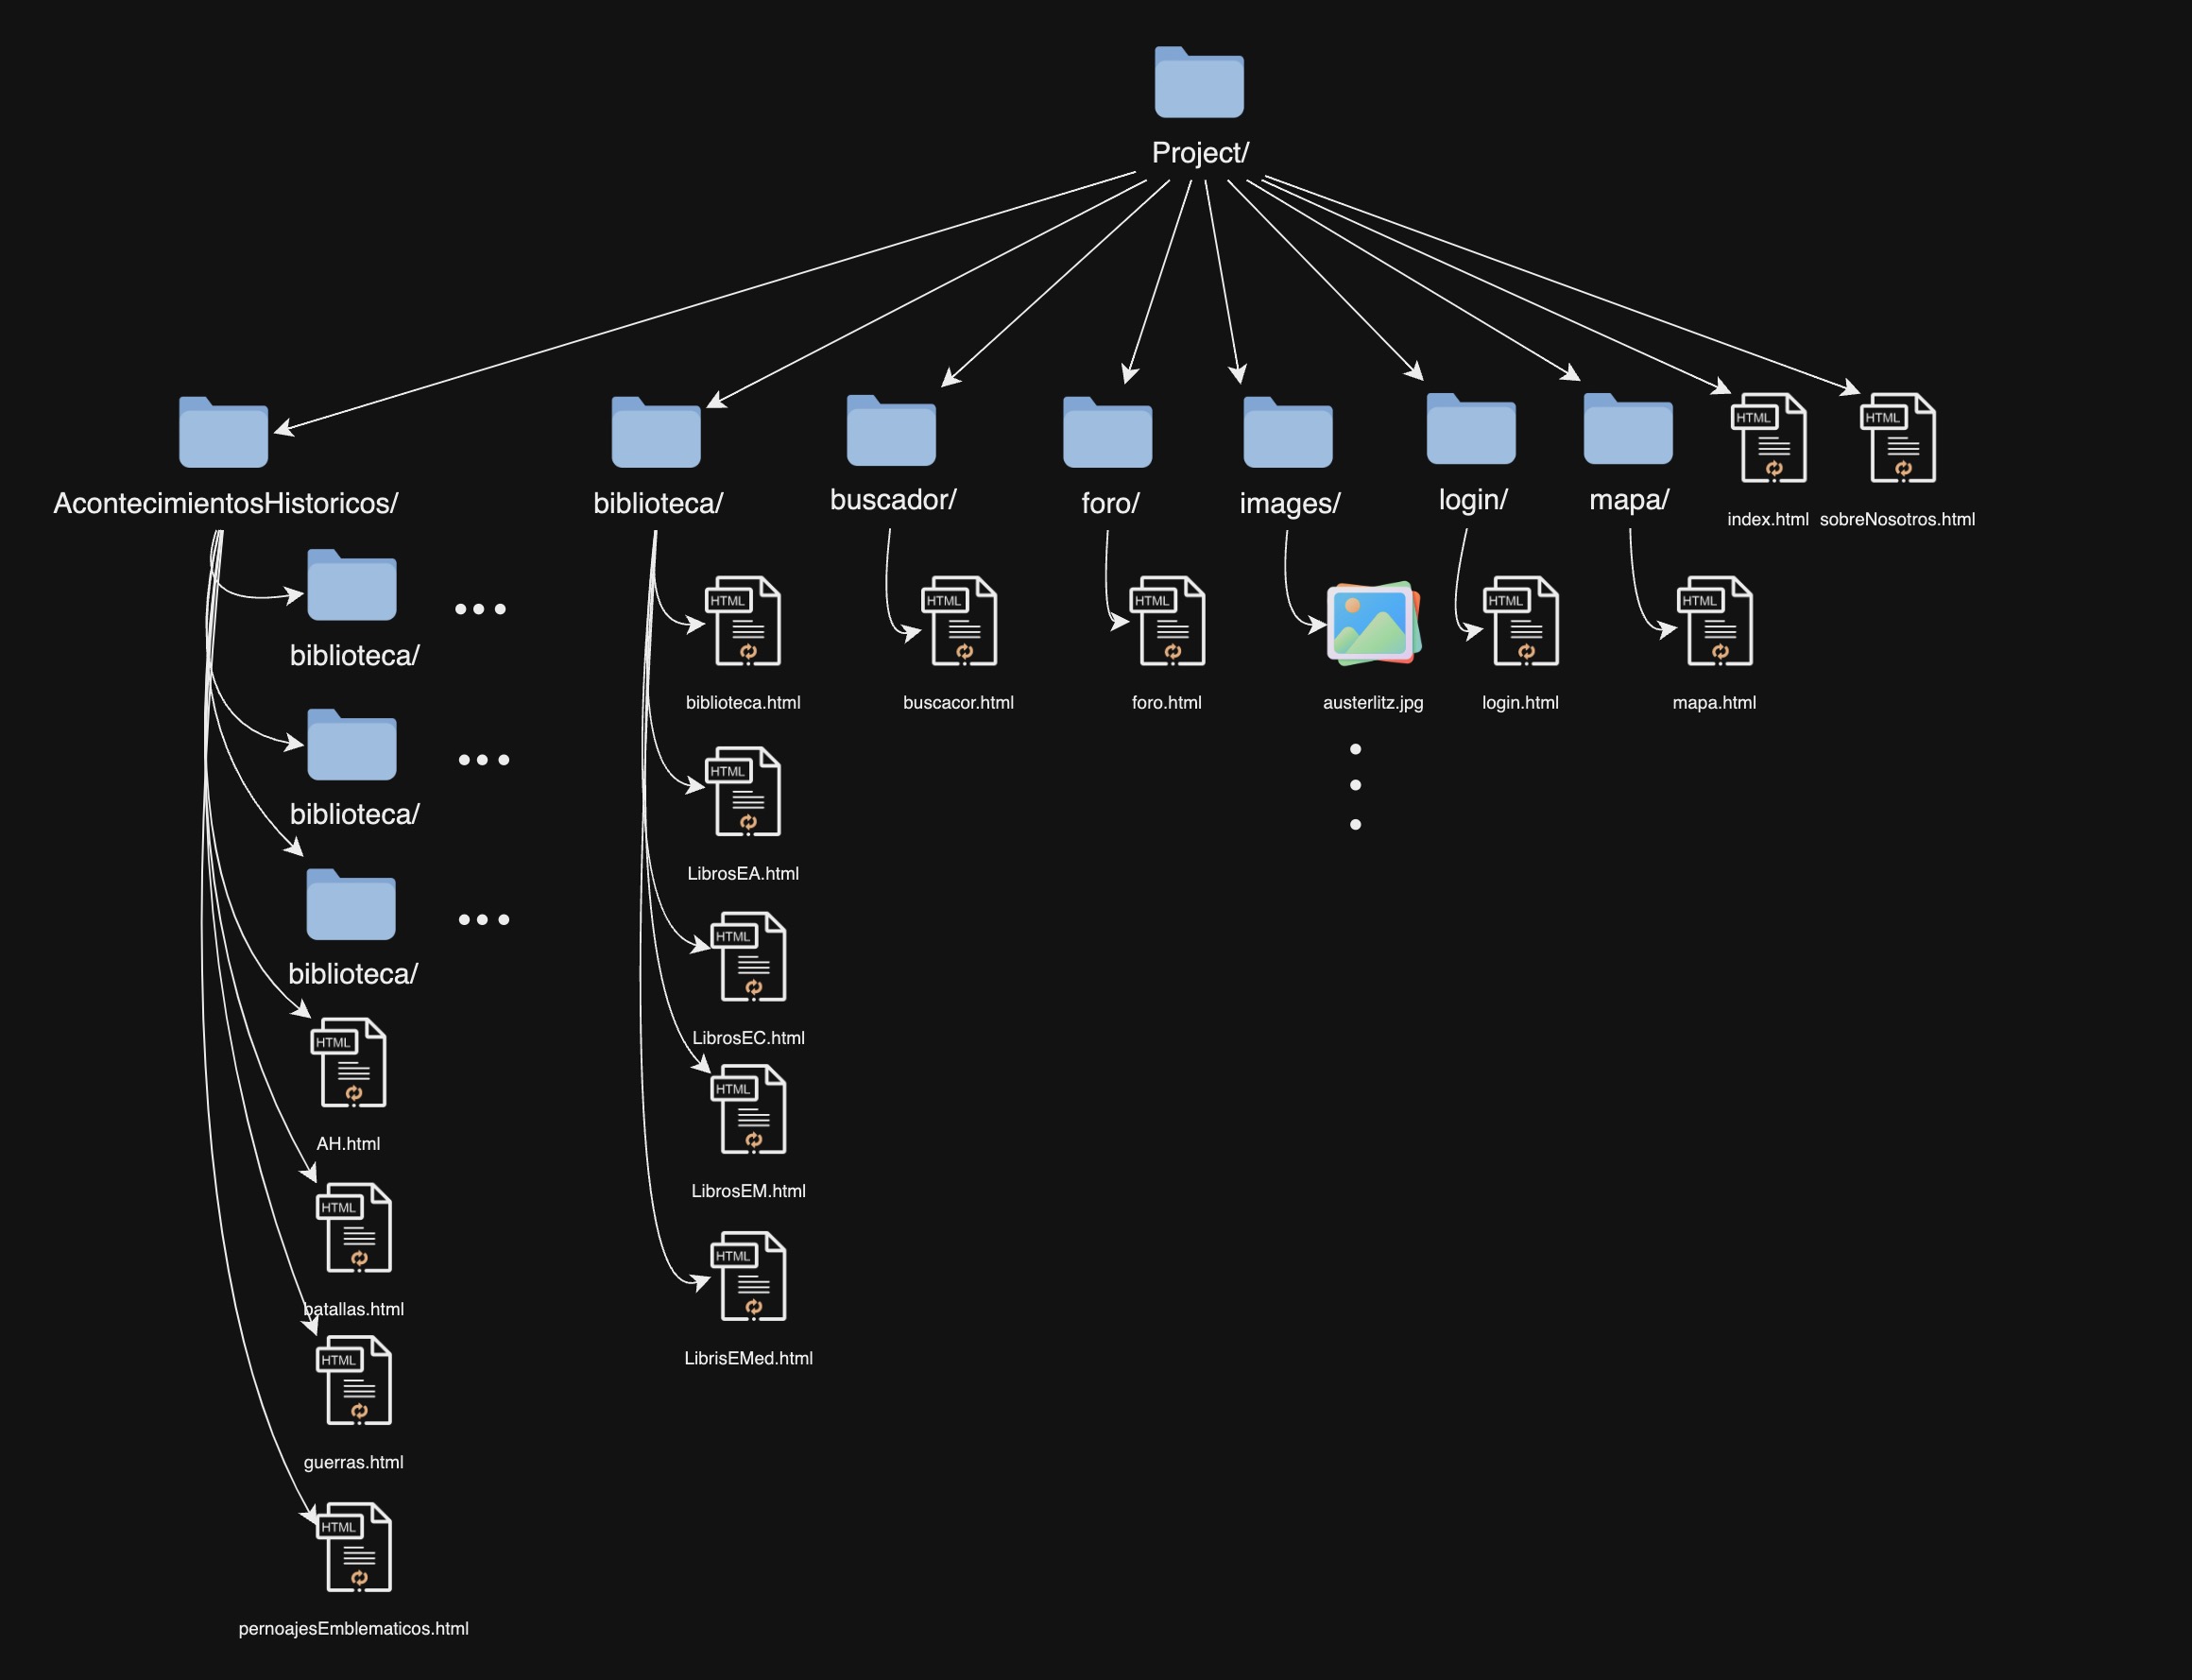 Project/
AcontecimientosHistoricos/
biblioteca/
buscador/
foro/
images/
login/
mapa/
HTML
index.html
HTML
sobreNosotros.html
biblioteca/
biblioteca/
biblioteca/
HTML
AH.html
HTML
batallas.html
HTML
guerras.html
HTML
pernoajesEmblematicos.html
HTML
biblioteca.html
HTML
LibrosEA.html
HTML
LibrosEC.html
HTML
LibrosEM.html
HTML
LibrisEMed.html
HTML
buscacor.html
HTML
foro.html
austerlitz.jpg
HTML
login.html
HTML
mapa.html